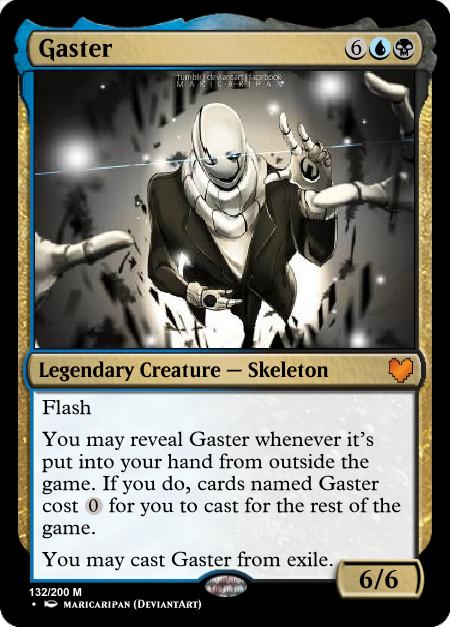 Gaster 6
tumblr | deviantart | facebook
MARICARIPAN
Legendary Creature — Skeleton
Flash
You may reveal Gaster whenever it's
put into your hand from outside the
game. If you do, cards named Gaster
cost 0 for you to cast for the rest of the
game.
You may cast Gaster from exile.
6/6
132/200 M
• MARICARIPAN (DEVIANTART)